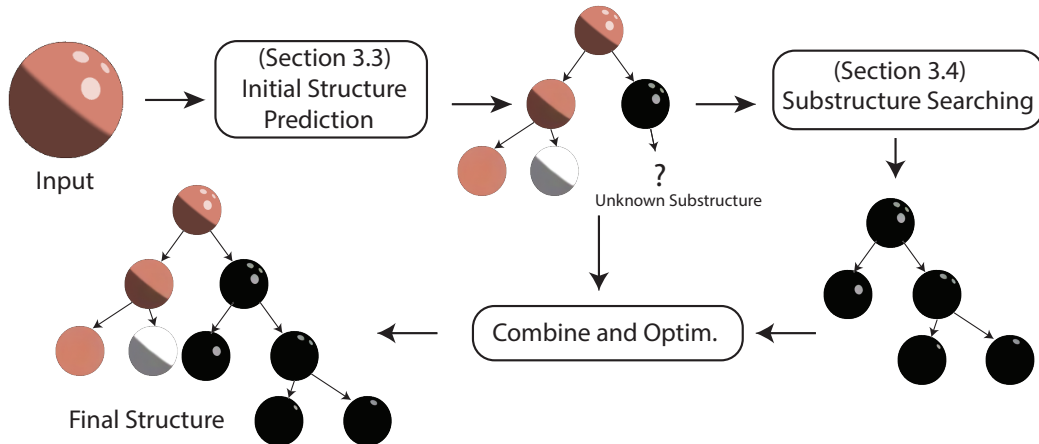 Input
(Section 3.3)
Initial Structure
Prediction
?
Unknown Substructure
(Section 3.4)
Substructure Searching
Combine and Optim.
Final Structure